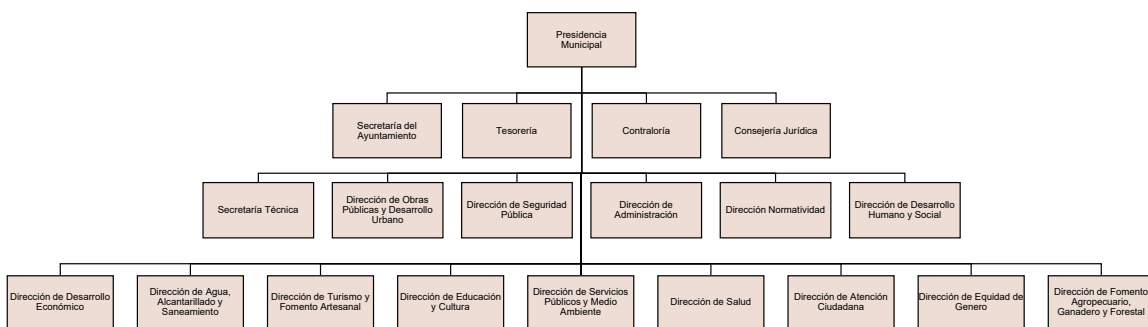 Presidencia
Municipal
Secretaría del
Ayuntamiento
Tesorería
Contraloría
Consejería Jurídica
Secretaría Técnica
Dirección de Obras
Públicas y Desarrollo
Urbano
Dirección de Seguridad
Pública
Dirección de
Administración
Dirección Normatividad
Dirección de Desarrollo
Humano y Social
Dirección de Desarrollo
Económico
Dirección de Agua,
Alcantarillado y
Saneamiento
Dirección de Turismo y
Fomento Artesanal
Dirección de Educación
y Cultura
Dirección de Servicios
Públicos y Medio
Ambiente
Dirección de Salud
Dirección de Atención
Ciudadana
Dirección de Equidad de
Genero
Dirección de Fomento
Agropecuario,
Ganadero y Forestal